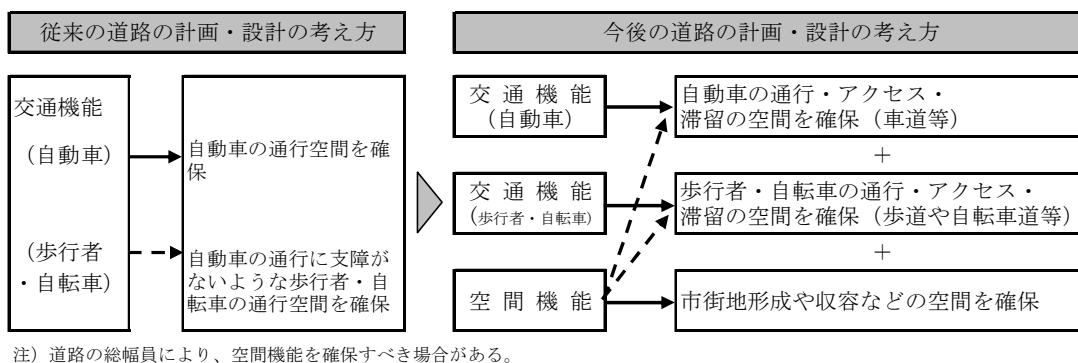 従来の道路の計画・設計の考え方
今後の道路の計画・設計の考え方
交通機能
(自動車)
(歩行者
・自転車)
自動車の通行空間を確
保
自動車の通行に支障が
ないような歩行者・自
転車の通行空間を確保
交通機能
(自動車)
自動車の通行・アクセス・
滞留の空間を確保(車道等)
+
交通機能
(歩行者・自転車)
歩行者・自転車の通行・アクセス・
滞留の空間を確保(歩道や自転車道等)
+
空間機能
市街地形成や収容などの空間を確保
注)道路の総幅員により、空間機能を確保すべき場合がある。